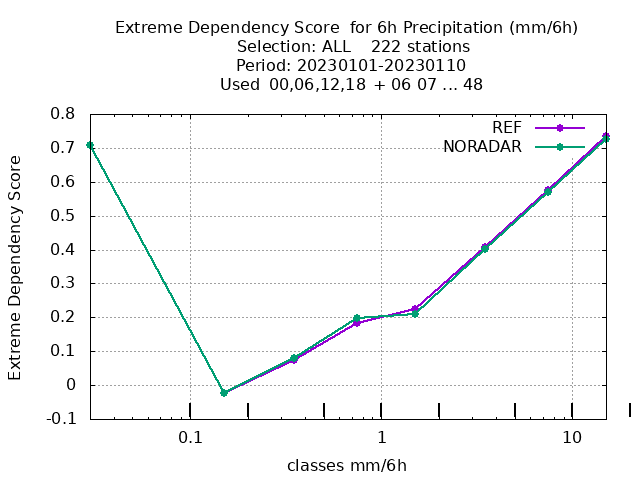 Extreme Dependency Score  for 6h Precipitation (mm/6h)
Selection: ALL    222 stations
Period: 20230101-20230110
Used  00,06,12,18  + 06 07 ... 48
REF
NORADAR
Extreme Dependency Score
0.8
0.7
0.6
0.5
0.4
0.3
0.2
0.1
0
-0.1
0.1
1
10
classes mm/6h